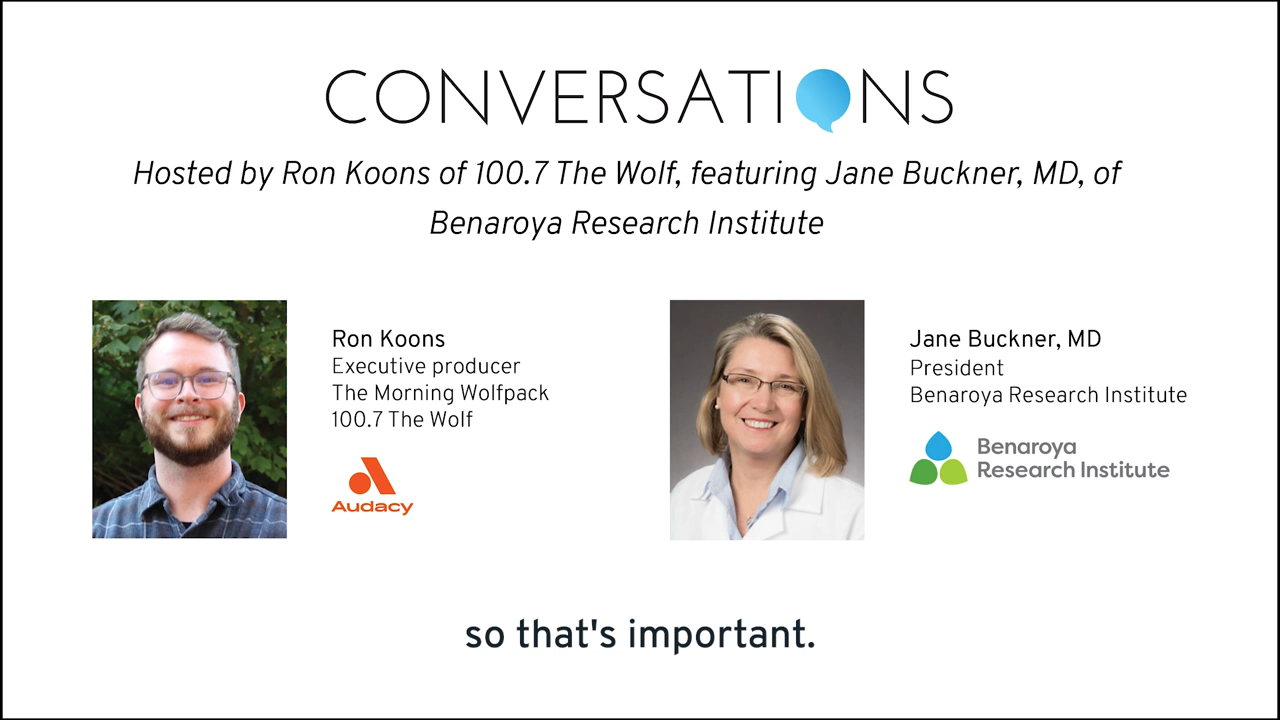 CONVERSATIONS
Hosted by Ron Koons of 100.7 The Wolf, featuring Jane Buckner, MD, of
Benaroya Research Institute
Ron Koons
Executive producer
The Morning Wolfpack
100.7 The Wolf
Audacy
Jane Buckner, MD
President
Benaroya Research Institute
Benaroya
Research Institute
so that's important.